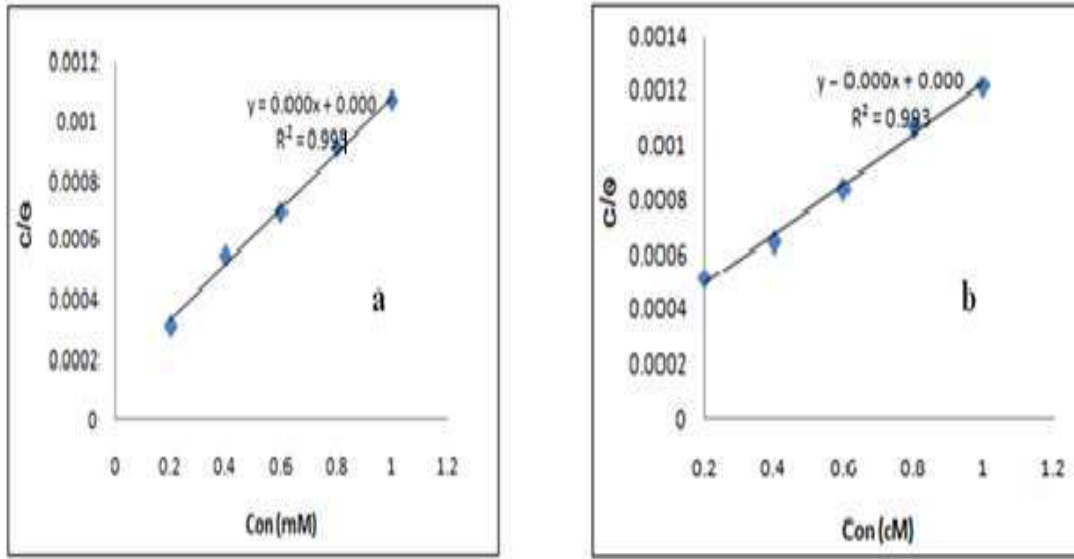 0.0012
0.001
0.0008
0.0006
0.0004
0.0002
0
C/Θ
y = 0.000x + 0.000
R² = 0.993
a
0 0.2 0.4 0.6 0.8 1 1.2
Con (mM)
0.0014
0.0012
0.001
0.0008
0.0006
0.0004
0.0002
0
C/Θ
y = 0.000x + 0.000
R² = 0.993
b
0.2 0.4 0.6 0.8 1 1.2
Con (cM)